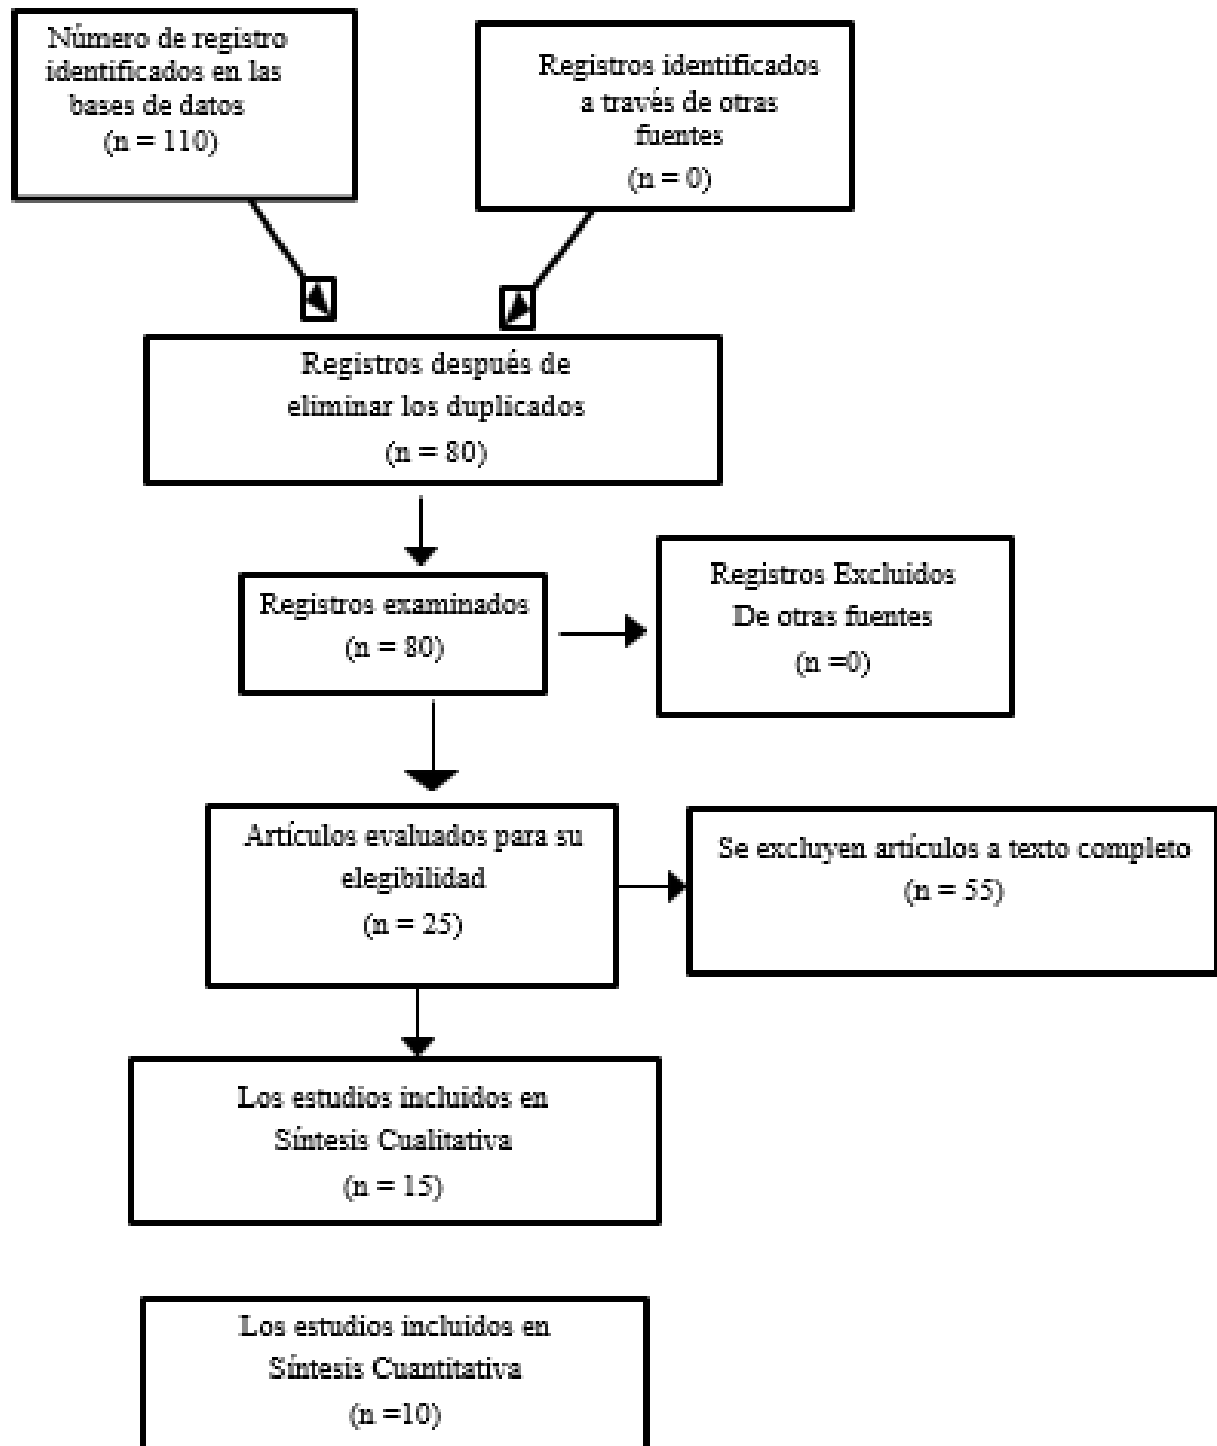 Número de registro
identificados en las
bases de datos
(n = 110)
Registros identificados
a través de otras
fuentes
(n = 0)
Registros después de
eliminar los duplicados
(n = 80)
Registros examinados
(n = 80)
Registros Excluidos
De otras fuentes
(n =0)
Artículos evaluados para su
elegibilidad
(n = 25)
Se excluyen artículos a texto completo
(n = 55)
Los estudios incluidos en
Síntesis Cualitativa
(n = 15)
Los estudios incluidos en
Síntesis Cuantitativa
(n =10)